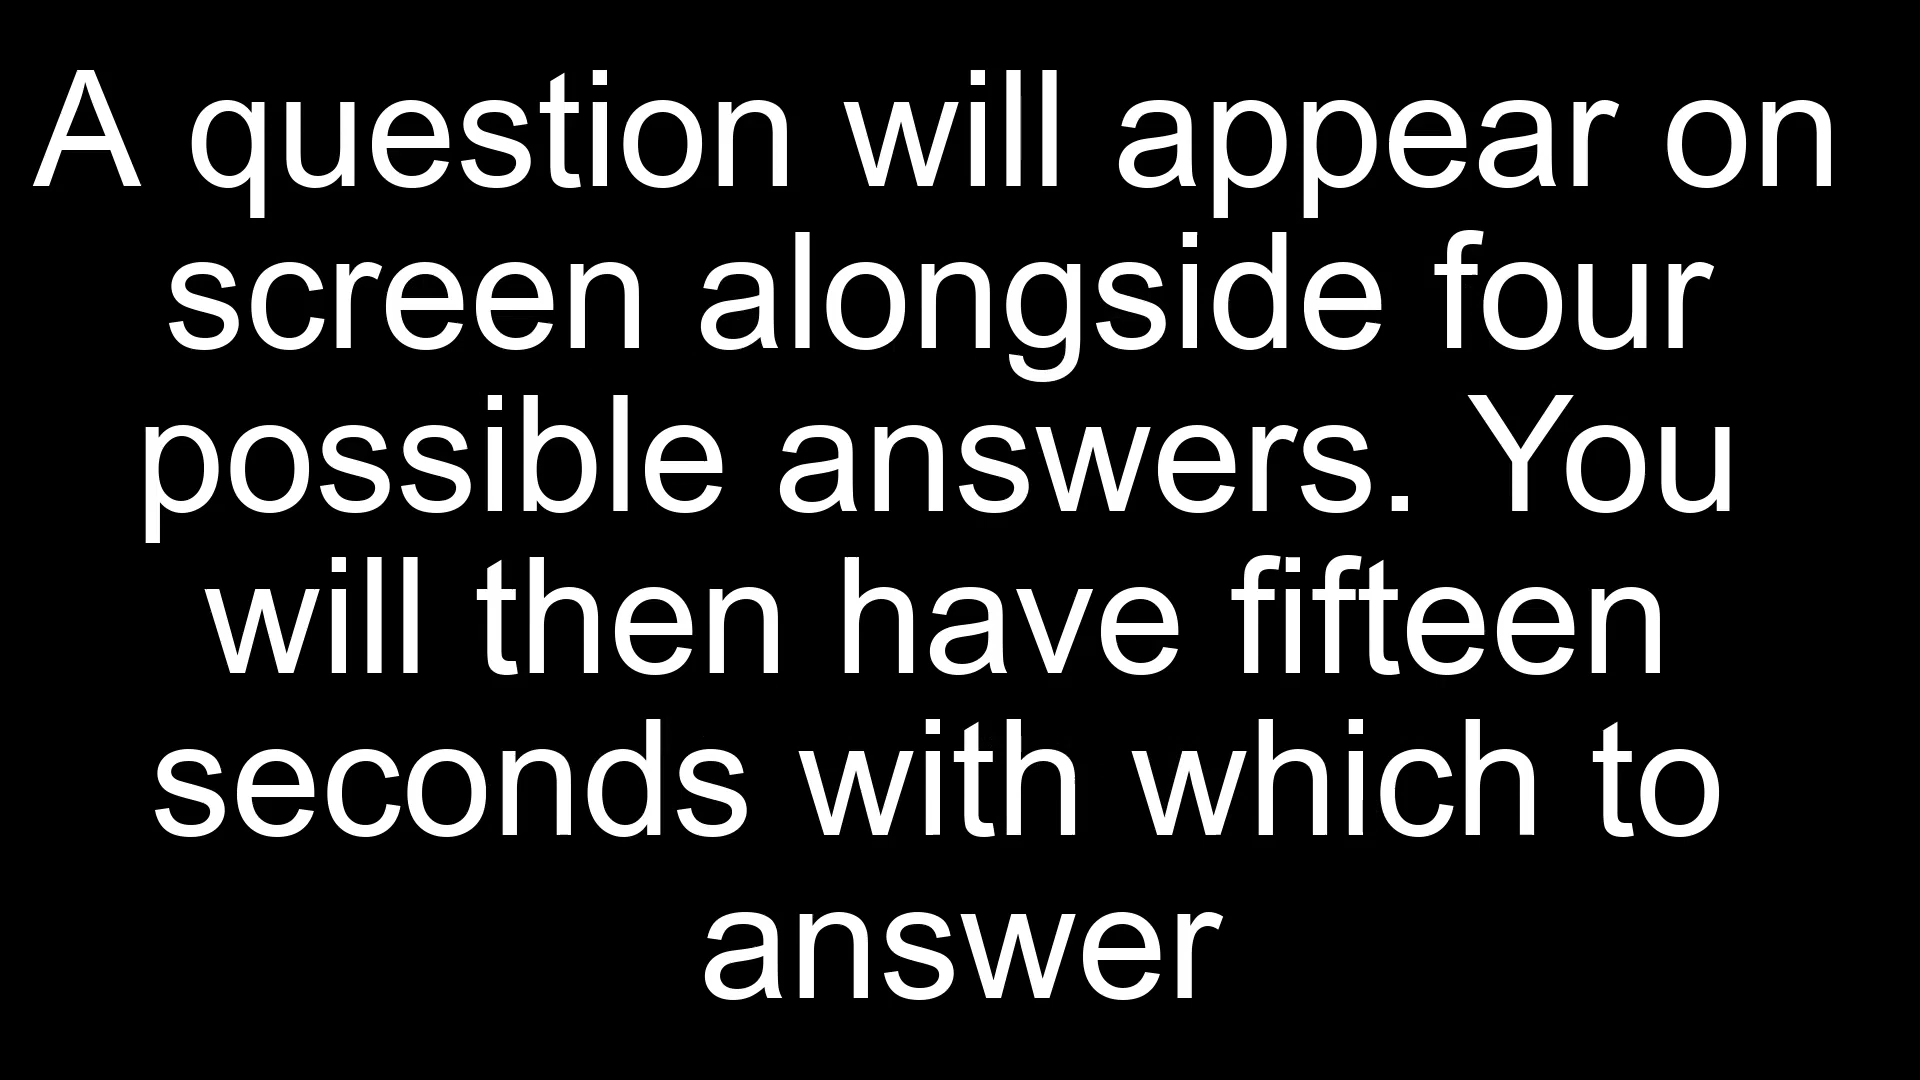 A question will appear on
screen alongside four
possible answers. You
will then have fifteen
seconds with which to
answer